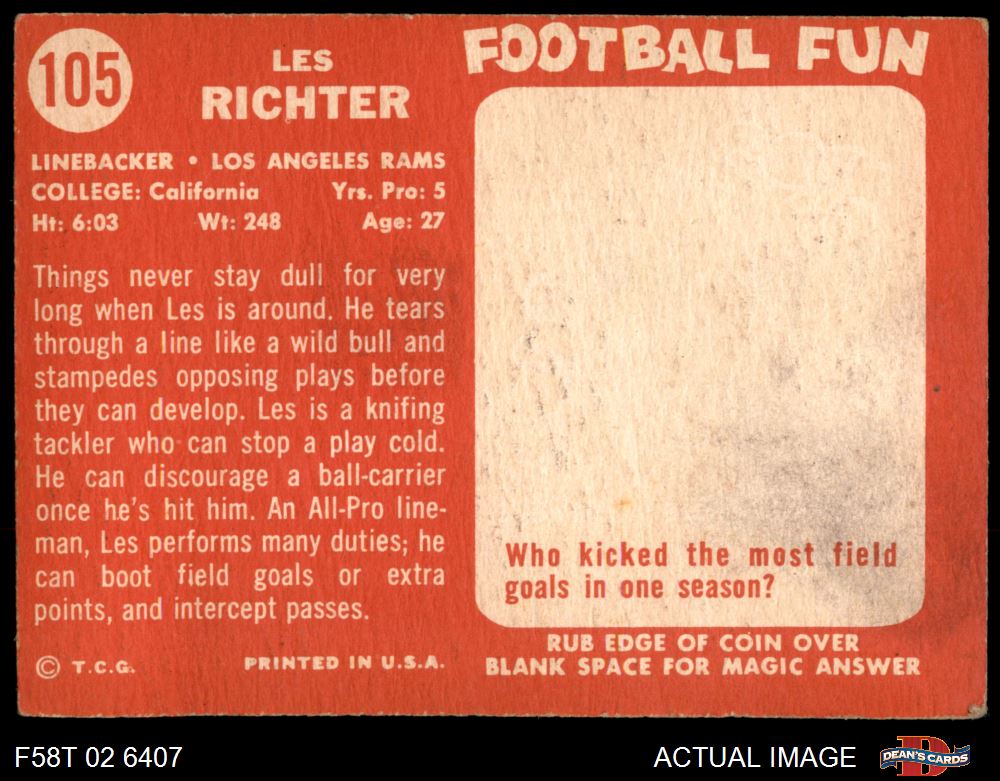 105
LES
RICHTER
LINEBACKER • LOS ANGELES RAMS
COLLEGE: California Yrs. Pro: 5
Ht: 6:03 Wt: 248 Age: 27
Things never stay dull for very
long when Les is around. He tears
through a line like a wild bull and
stampedes opposing plays before
they can develop. Les is a knifing
tackler who can stop a play cold.
He can discourage a ball-carrier
once he's hit him. An All-Pro line-
man, Les performs many duties; he
can boot field goals or extra
points, and intercept passes.
© T.C.G. PRINTED IN U.S.A.
FOOTBALL FUN
Who kicked the most field
goals in one season?
RUB EDGE OF COIN OVER
BLANK SPACE FOR MAGIC ANSWER
F58T 02 6407
ACTUAL IMAGE
D
DEAN'S CARDS